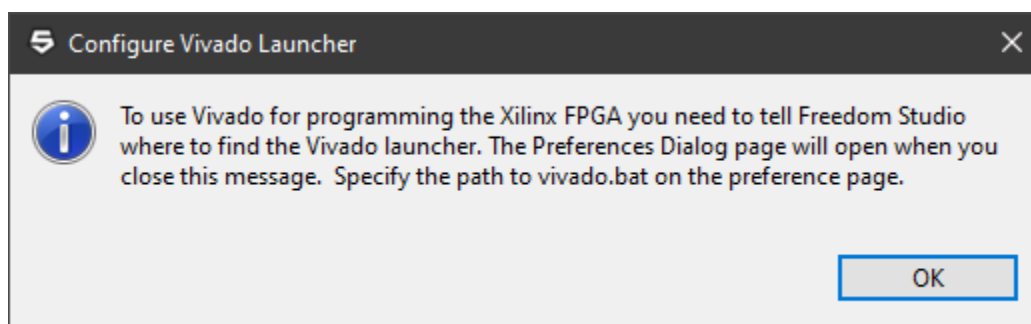 Configure Vivado Launcher
To use Vivado for programming the Xilinx FPGA you need to tell Freedom Studio
where to find the Vivado launcher. The Preferences Dialog page will open when you
close this message.  Specify the path to vivado.bat on the preference page.
OK